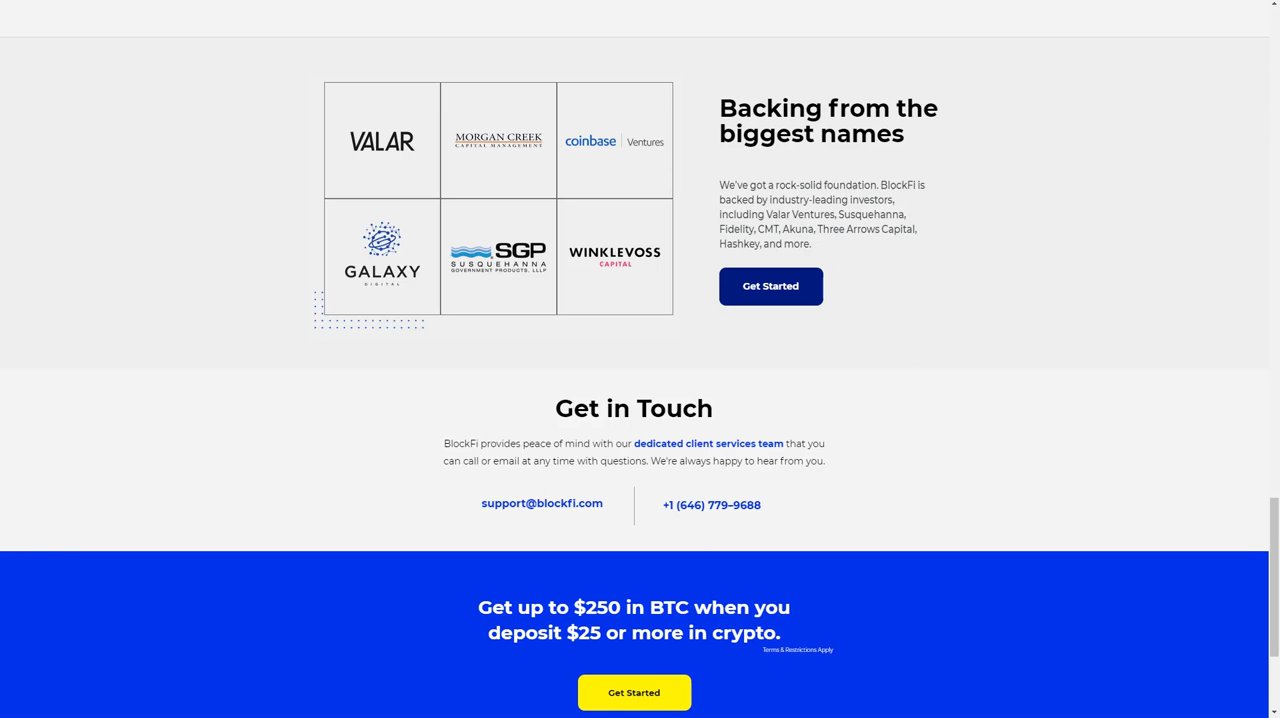 VALAR
MORGAN CREEK
CAPITAL MANAGEMENT
coinbase | Ventures
GALAXY
DIGITAL
SGP
SUSQUEHANNA
GOVERNMENT PRODUCTS, LLLP
WINKLEVOSS
CAPITAL
Backing from the
biggest names
We've got a rock-solid foundation. BlockFi is
backed by industry-leading investors,
including Valar Ventures, Susquehanna,
Fidelity, CMT, Akuna, Three Arrows Capital,
Hashkey, and more.
Get Started
Get in Touch
BlockFi provides peace of mind with our dedicated client services team that you
can call or email at any time with questions. We're always happy to hear from you.
support@blockfi.com
+1 (646) 779–9688
Get up to $250 in BTC when you
deposit $25 or more in crypto.
Terms & Restrictions Apply
Get Started